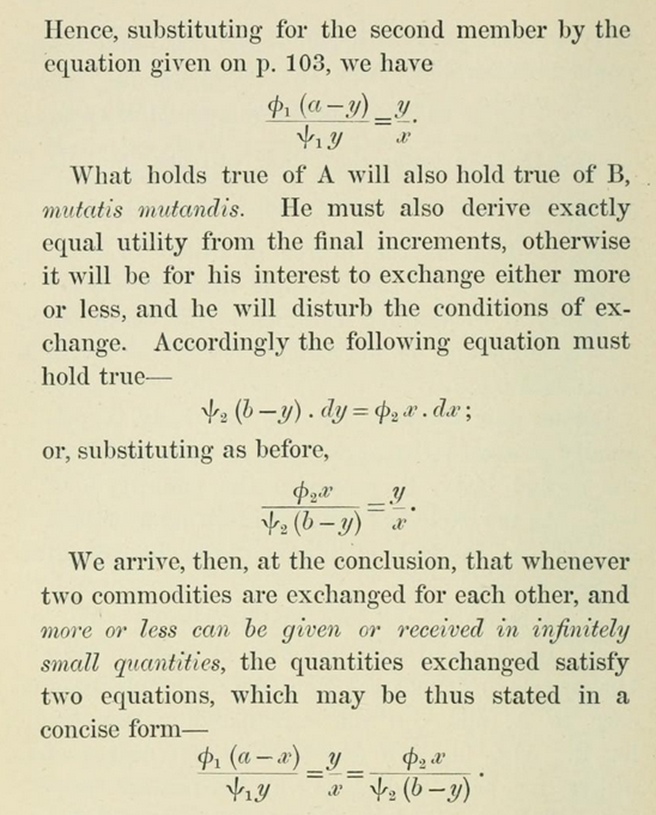 Hence, substituting for the second member by the
equation given on p. 103, we have
ϕ₁ (a – y) / ψ₁ y = y / x.
What holds true of A will also hold true of B,
mutatis mutandis. He must also derive exactly
equal utility from the final increments, otherwise
it will be for his interest to exchange either more
or less, and he will disturb the conditions of ex-
change. Accordingly the following equation must
hold true—
ψ₂ (b – y) . dy = ϕ₂ x . dx ;
or, substituting as before,
ϕ₂ x / ψ₂ (b – y) = y / x.
We arrive, then, at the conclusion, that whenever
two commodities are exchanged for each other, and
more or less can be given or received in infinitely
small quantities, the quantities exchanged satisfy
two equations, which may be thus stated in a
concise form—
ϕ₁ (a – x) / ψ₁ y = y / x = ϕ₂ x / ψ₂ (b – y) .